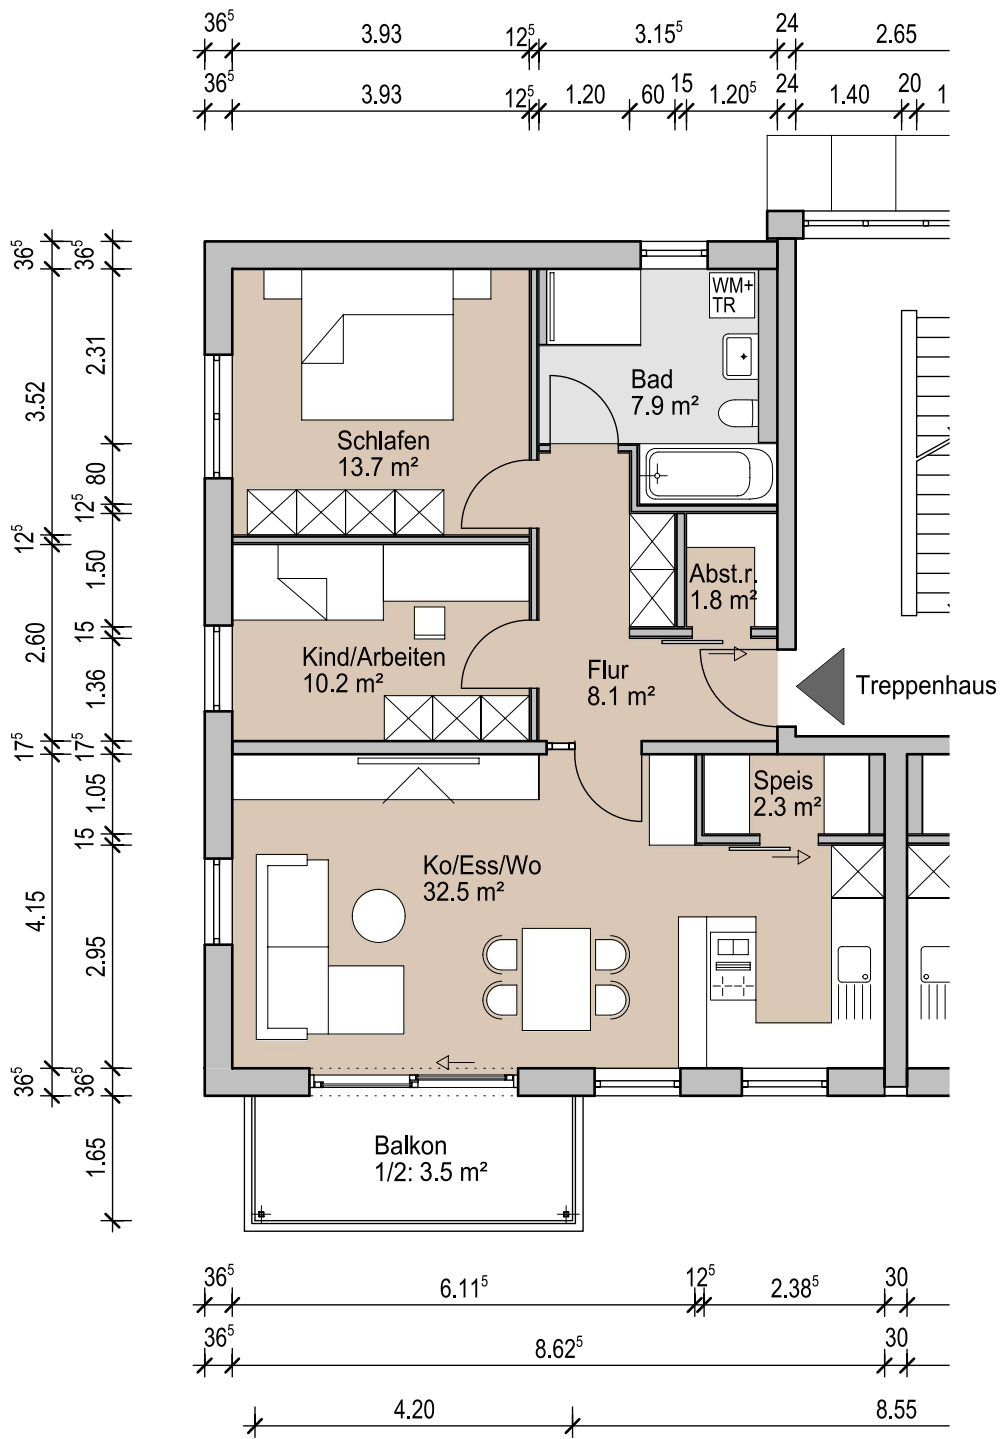 36⁵ 3.93 12⁵ 3.15⁵ 24 2.65
36⁵ 3.93 12⁵ 1.20 60 15 1.20⁵ 24 1.40 20 1
36⁵ 3.52 12⁵ 2.60 17⁵ 4.15 36⁵
36⁵ 2.31 80 12⁵ 1.50 15 1.36 17⁵ 1.05 15 2.95 36⁵ 1.65
WM+
TR
Bad
7.9 m²
Schlafen
13.7 m²
Abst.r.
1.8 m²
Kind/Arbeiten
10.2 m²
Flur
8.1 m²
Treppenhaus
Speis
2.3 m²
Ko/Ess/Wo
32.5 m²
Balkon
1/2: 3.5 m²
36⁵ 6.11⁵ 12⁵ 2.38⁵ 30
36⁵ 8.62⁵ 30
4.20 8.55